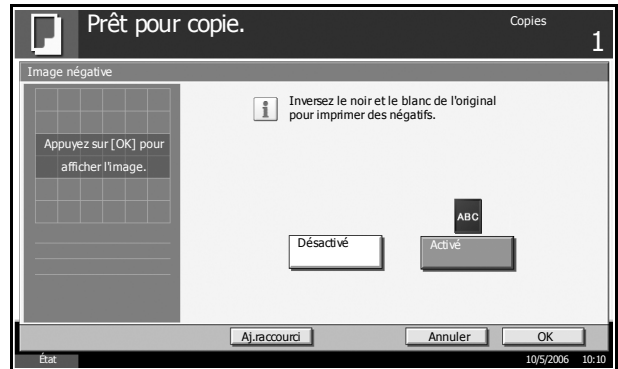 Prêt pour copie.
Copies
1
Image négative
Inversez le noir et le blanc de l'original
pour imprimer des négatifs.
Appuyez sur [OK] pour
afficher l'image.
ABC
Désactivé
Activé
Aj.raccourci
Annuler
OK
État
10/5/2006 10:10